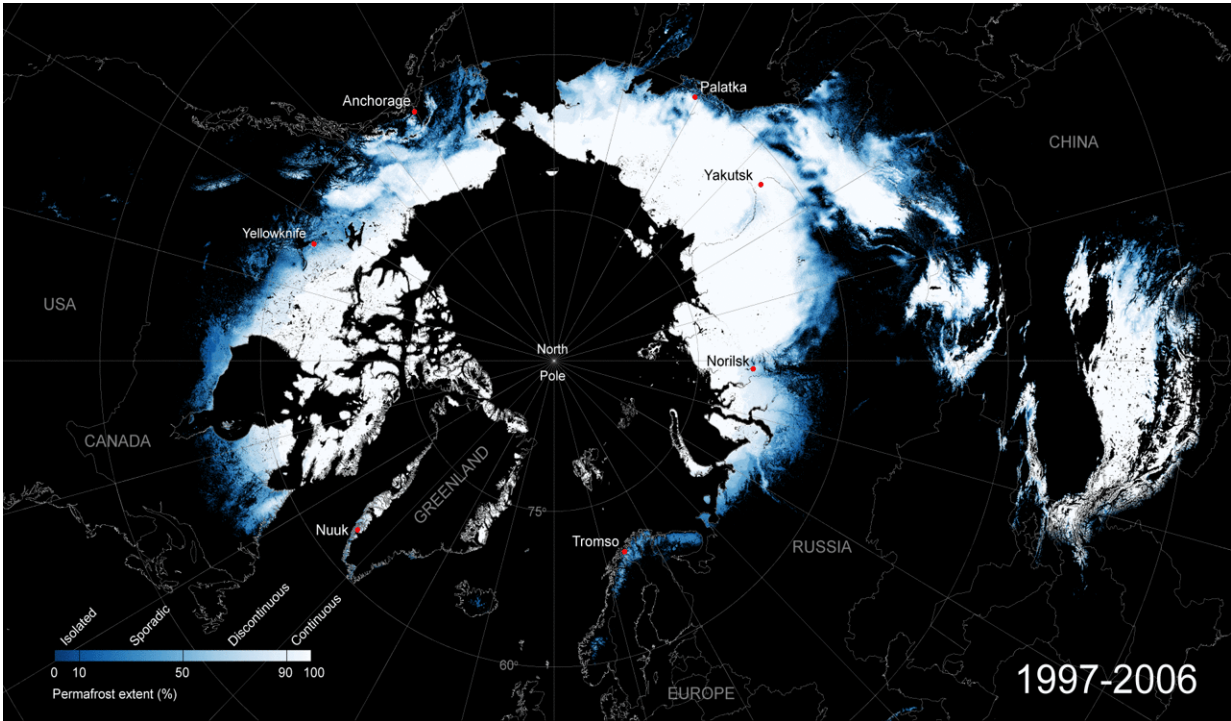 Palatka
Anchorage
CHINA
Yakutsk
Yellowknife
USA
North
Pole
Norilsk
CANADA
GREENLAND
75°
Nuuk
Tromso
RUSSIA
Isolated
Sporadic
Discontinuous
Continuous
0 10 50 90 100
Permafrost extent (%)
60°
EUROPE
1997-2006